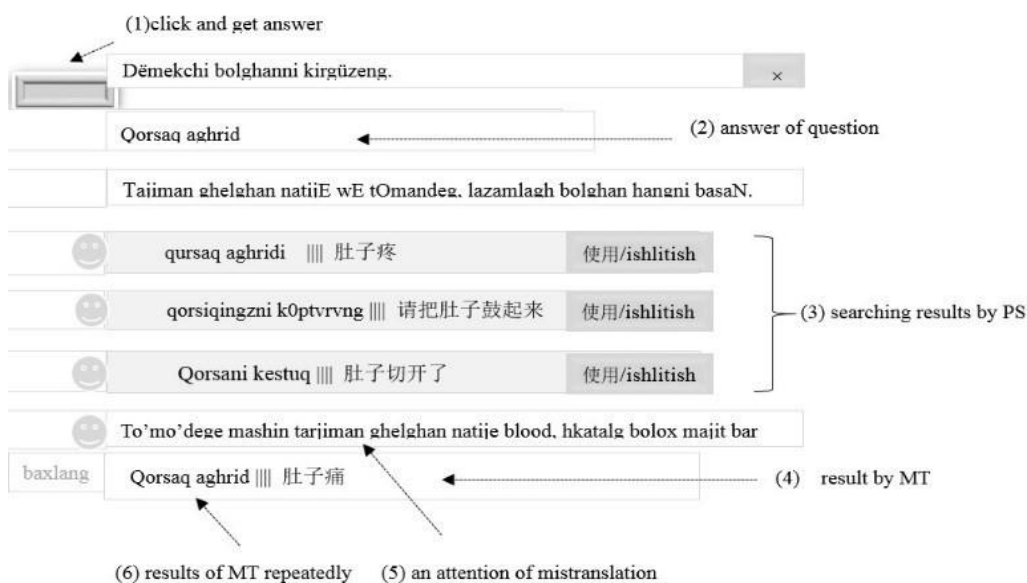 (1)click and get answer
Dëmekchi bolghanni kirgüzeng. ×
Qorsaq aghrid
(2) answer of question
Tajiman ghelghan natijE wE tOmandeg, lazamlagh bolghan hangni basaN.
qursaq aghridi |||| 肚子疼 使用/ishlitish
qorsiqingzni k0ptvrvng |||| 请把肚子鼓起来 使用/ishlitish
(3) searching results by PS
Qorsani kestuq |||| 肚子切开了 使用/ishlitish
To'mo'dege mashin tarjiman ghelghan natije blood, hkatalg bolox majit bar
baxlang Qorsaq aghrid |||| 肚子痛
(4) result by MT
(6) results of MT repeatedly (5) an attention of mistranslation